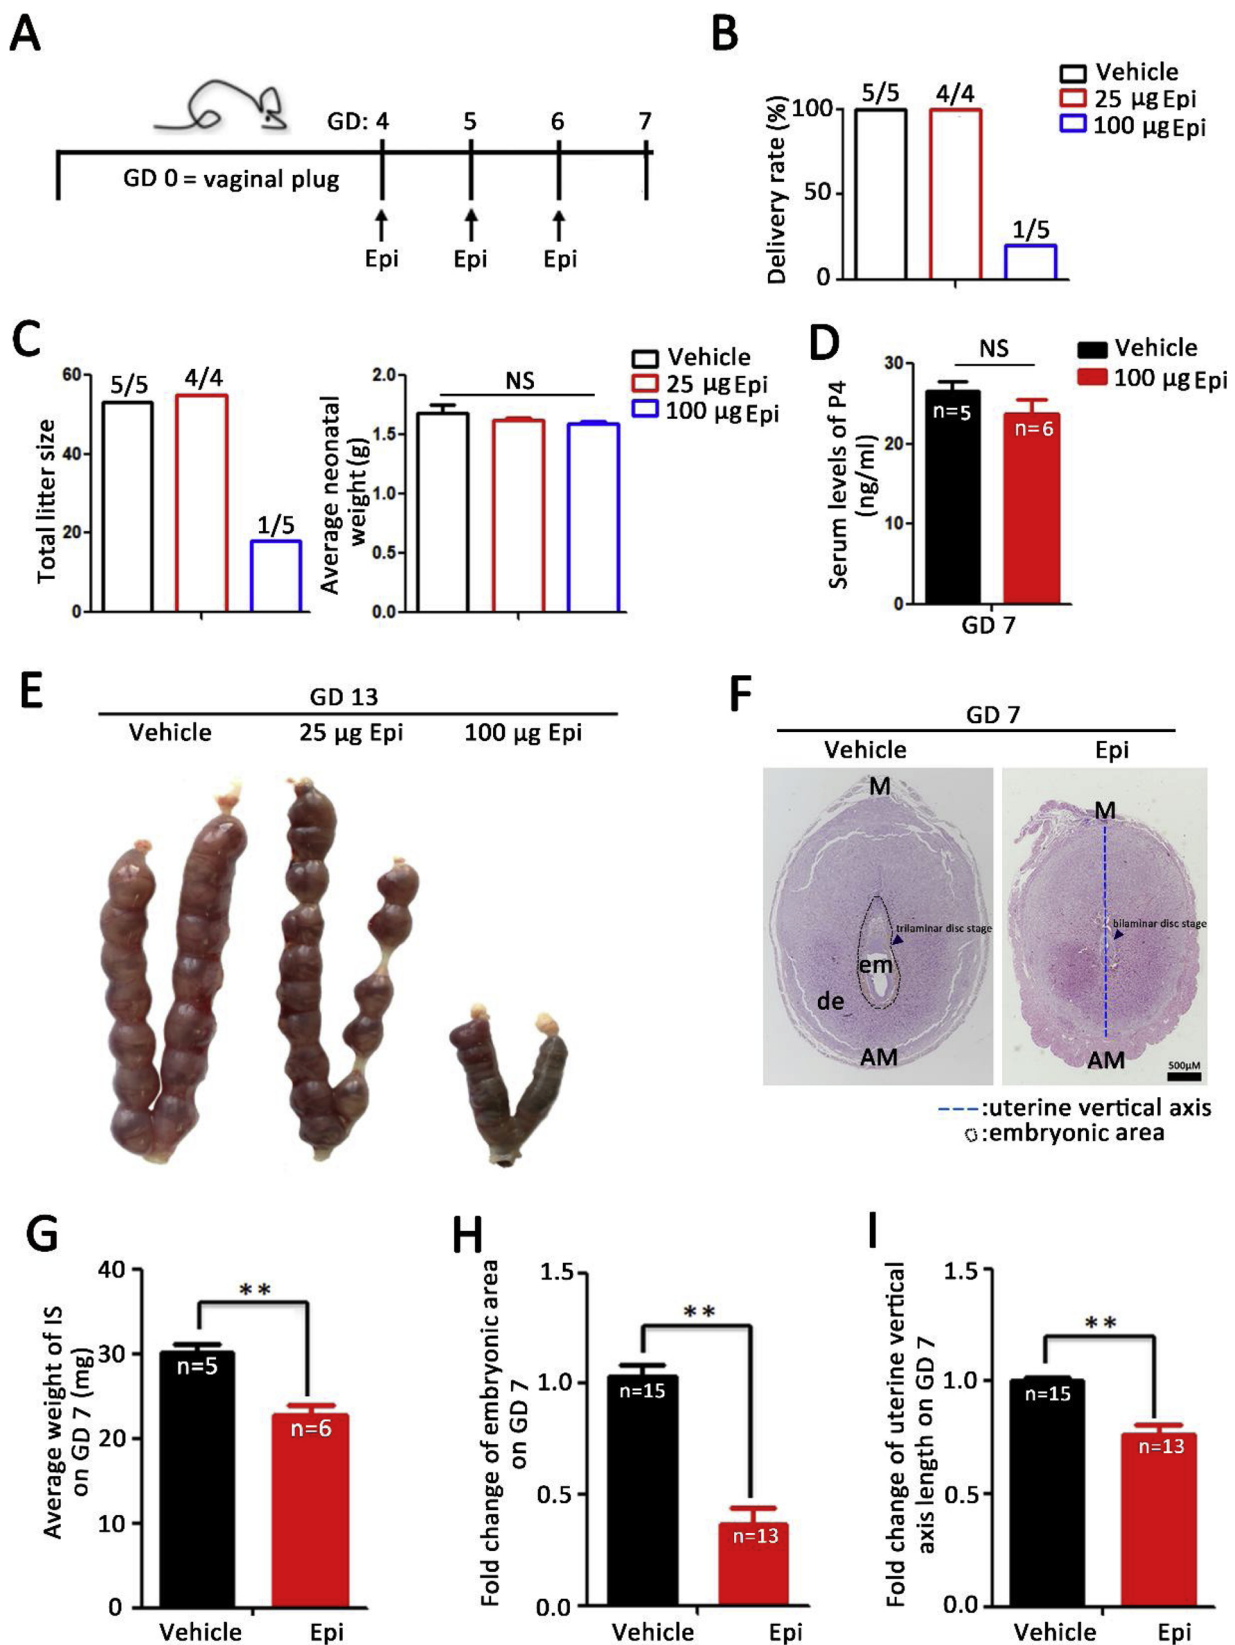 A
GD: 4 5 6 7
GD 0 = vaginal plug
Epi Epi Epi
B
Delivery rate (%)
100
50
0
5/5 4/4 1/5
Vehicle
25 µg Epi
100 µg Epi
C
Total litter size
60
40
20
0
5/5 4/4 1/5
Average neonatal
weight (g)
2.0
1.5
1.0
0.5
0.0
NS
Vehicle
25 µg Epi
100 µg Epi
D
Serum levels of P4
(ng/ml)
30
20
10
0
NS
n=5 n=6
GD 7
Vehicle
100 µg Epi
E
GD 13
Vehicle 25 µg Epi 100 µg Epi
F
GD 7
Vehicle Epi
M
trilaminar disc stage
em
de
AM
M
bilaminar disc stage
AM
500µM
:uterine vertical axis
:embryonic area
G
Average weight of IS
on GD 7 (mg)
40
30
20
10
0
**
n=5 n=6
Vehicle Epi
H
Fold change of embryonic area
on GD 7
1.5
1.0
0.5
0.0
**
n=15 n=13
Vehicle Epi
I
Fold change of uterine vertical
axis length on GD 7
1.5
1.0
0.5
0.0
**
n=15 n=13
Vehicle Epi